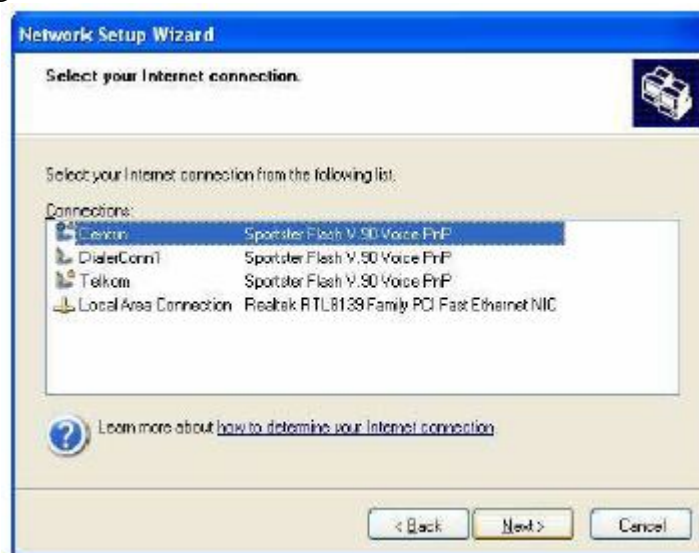 Network Setup Wizard
Select your Internet connection.
Select your Internet connection from the following list.
Connections:
Sportster Flash V.90 Voice PnP
DialerConn1 Sportster Flash V.90 Voice PnP
Telkom Sportster Flash V.90 Voice PnP
Local Area Connection Realtek RTL8139 Family PCI Fast Ethernet NIC
Learn more about how to determine your Internet connection
< Back Next > Cancel